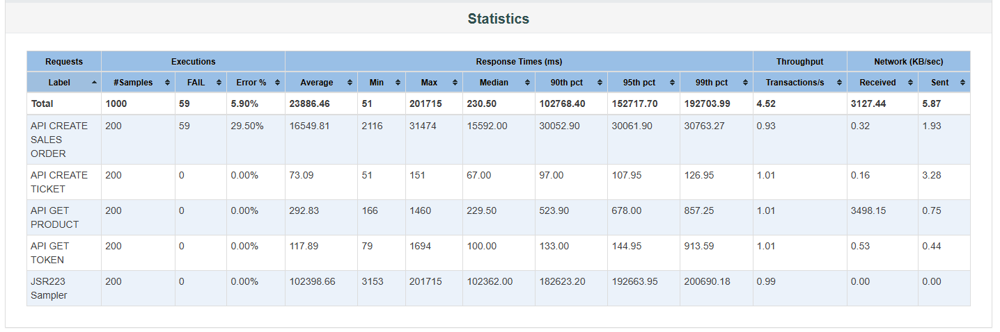 Statistics
Requests Executions Response Times (ms) Throughput Network (KB/sec)
Label #Samples FAIL Error % Average Min Max Median 90th pct 95th pct 99th pct Transactions/s Received Sent
Total 1000 59 5.90% 23886.46 51 201715 230.50 102768.40 152717.70 192703.99 4.52 3127.44 5.87
API CREATE 200 59 29.50% 16549.81 2116 31474 15592.00 30052.90 30061.90 30763.27 0.93 0.32 1.93
SALES
ORDER
API CREATE 200 0 0.00% 73.09 51 151 67.00 97.00 107.95 126.95 1.01 0.16 3.28
TICKET
API GET 200 0 0.00% 292.83 166 1460 229.50 523.90 678.00 857.25 1.01 3498.15 0.75
PRODUCT
API GET 200 0 0.00% 117.89 79 1694 100.00 133.00 144.95 913.59 1.01 0.53 0.44
TOKEN
JSR223 200 0 0.00% 102398.66 3153 201715 102362.00 182623.20 192663.95 200690.18 0.99 0.00 0.00
Sampler